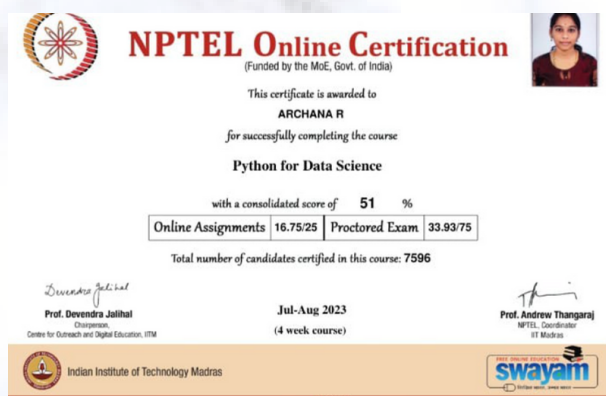 NPTEL Online Certification
(Funded by the MoE, Govt. of India)
This certificate is awarded to
ARCHANA R
for successfully completing the course
Python for Data Science
with a consolidated score of 51 %
Online Assignments 16.75/25 Proctored Exam 33.93/75
Total number of candidates certified in this course: 7596
Devendra Jalihal
Prof. Devendra Jalihal
Chairperson,
Centre for Outreach and Digital Education, IITM
Jul-Aug 2023
(4 week course)
Prof. Andrew Thangaraj
NPTEL, Coordinator
IIT Madras
Indian Institute of Technology Madras
FREE ONLINE EDUCATION
swayam